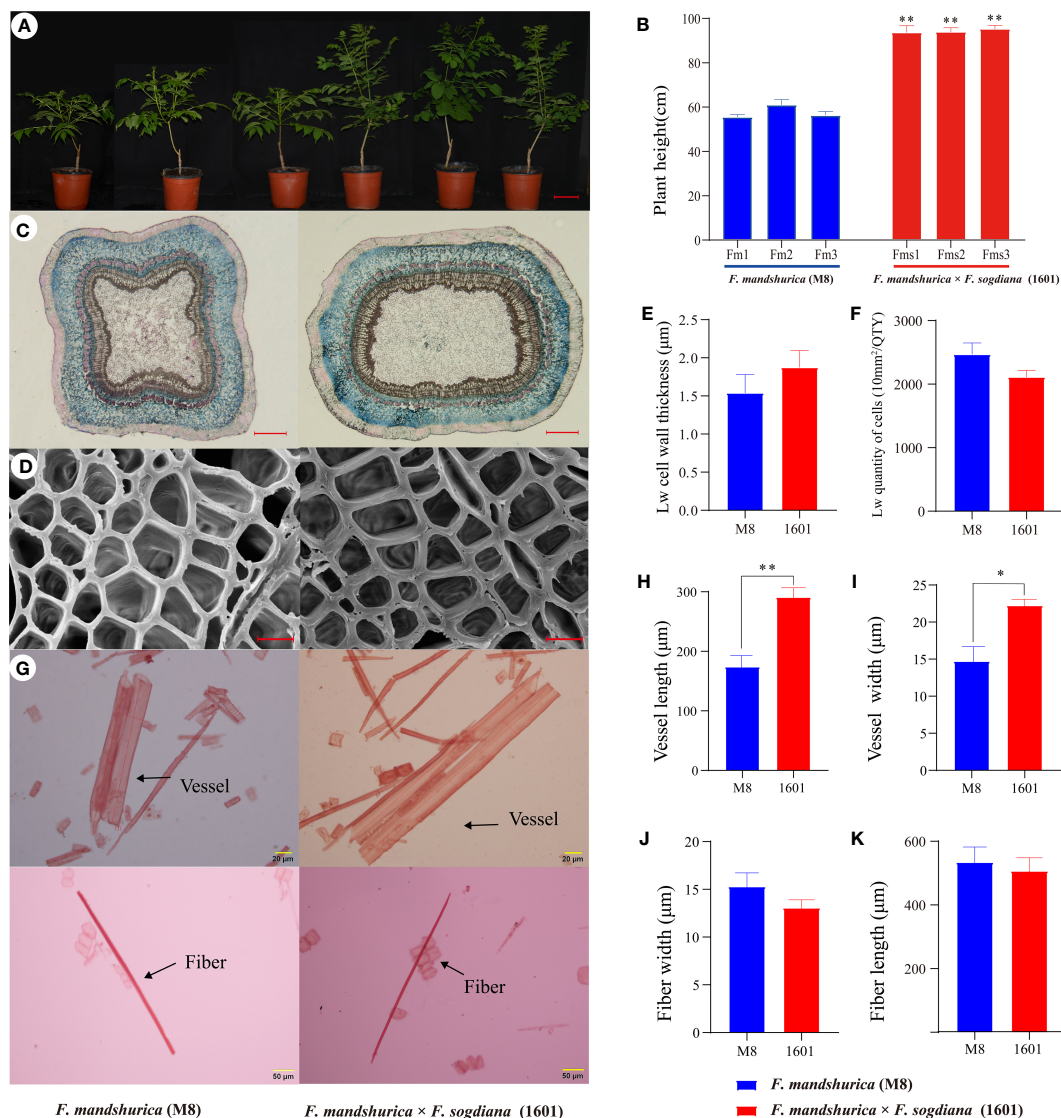 A
B
Plant height(cm)
100
80
60
40
20
0
** ** **
Fm1 Fm2 Fm3 Fms1 Fms2 Fms3
F. mandshurica (M8) F. mandshurica × F. sogdiana (1601)
C
D
E
Lw cell wall thickness (μm)
2.5
2.0
1.5
1.0
0.5
0.0
M8 1601
F
Lw quantity of cells (10mm²/QTY)
3000
2000
1000
0
M8 1601
G
Vessel
20 μm
Vessel
20 μm
Fiber
50 μm
Fiber
50 μm
H
Vessel length (μm)
300
200
100
0
**
M8 1601
I
Vessel width (μm)
25
20
15
10
5
0
*
M8 1601
J
Fiber width (μm)
20
15
10
5
0
M8 1601
K
Fiber length (μm)
600
400
200
M8 1601
F. mandshurica (M8)
F. mandshurica × F. sogdiana (1601)
F. mandshurica (M8) F. mandshurica × F. sogdiana (1601)